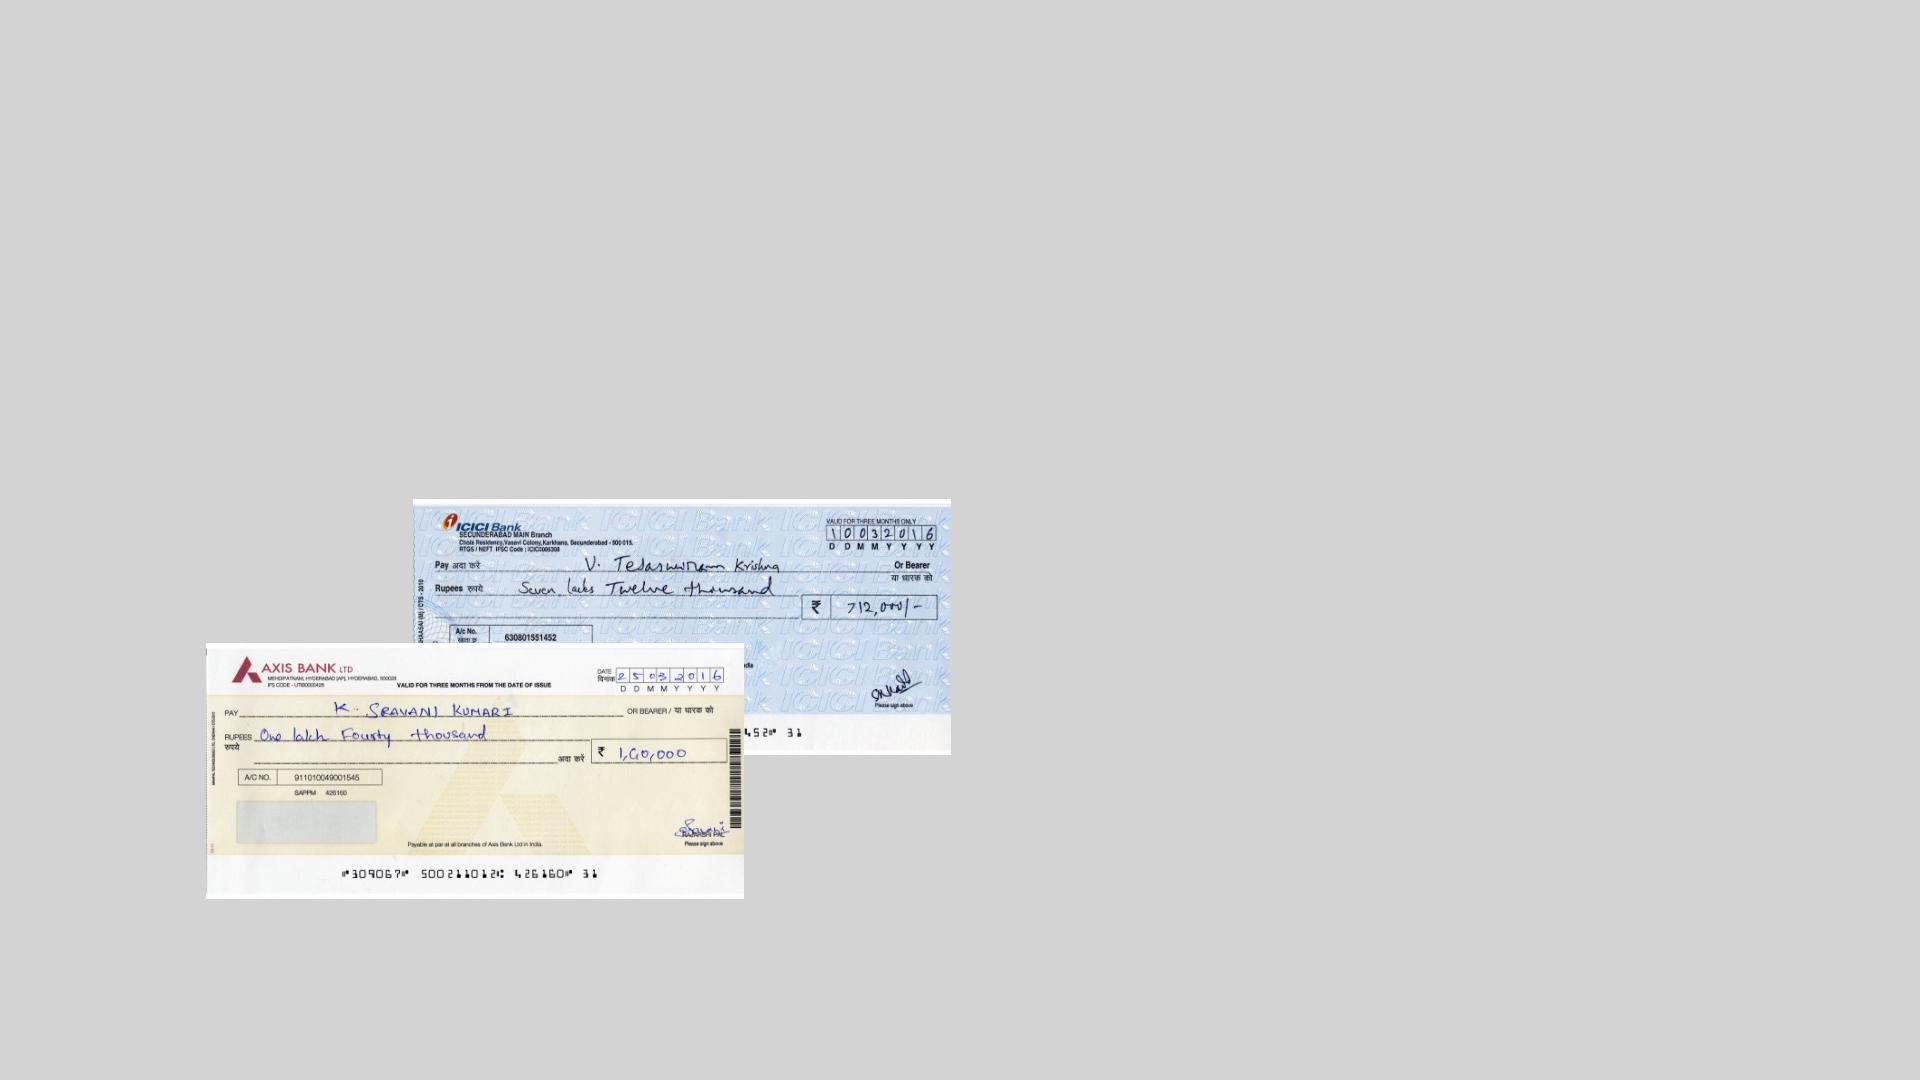 ICICI Bank
SECUNDERABAD MAIN Branch
Chola Residency,Vasavi Colony,Karkhana, Secunderabad - 500 015.
RTGS / NEFT IFSC Code : ICIC0006308
VALID FOR THREE MONTHS ONLY
1 0 0 3 2 0 1 6
D D M M Y Y Y Y
Pay अदा करें V. Tejaswiram Krishna Or Bearer
या धारक को
Rupees रुपये Seven lacks Twelve thousand
₹ 712,000/-
A/c No. 630801551452
Please sign above
452⑈ 31
AXIS BANK LTD
MEHDIPATNAM, HYDERABAD [AP], HYDERABAD, 500028
IFS CODE - UTIB0000426
VALID FOR THREE MONTHS FROM THE DATE OF ISSUE
DATE
दिनांक 2 5 0 3 2 0 1 6
D D M M Y Y Y Y
PAY K. SRAVANI KUMARI OR BEARER / या धारक को
RUPEES One lakh Fourty thousand
रुपये
अदा करें ₹ 1,40,000
A/C NO. 911010049001545
SAPPM 426160
Payable at par at all branches of Axis Bank Ltd in India.
Please sign above
⑈309067⑈ 500211012⑆ 426160⑈ 31